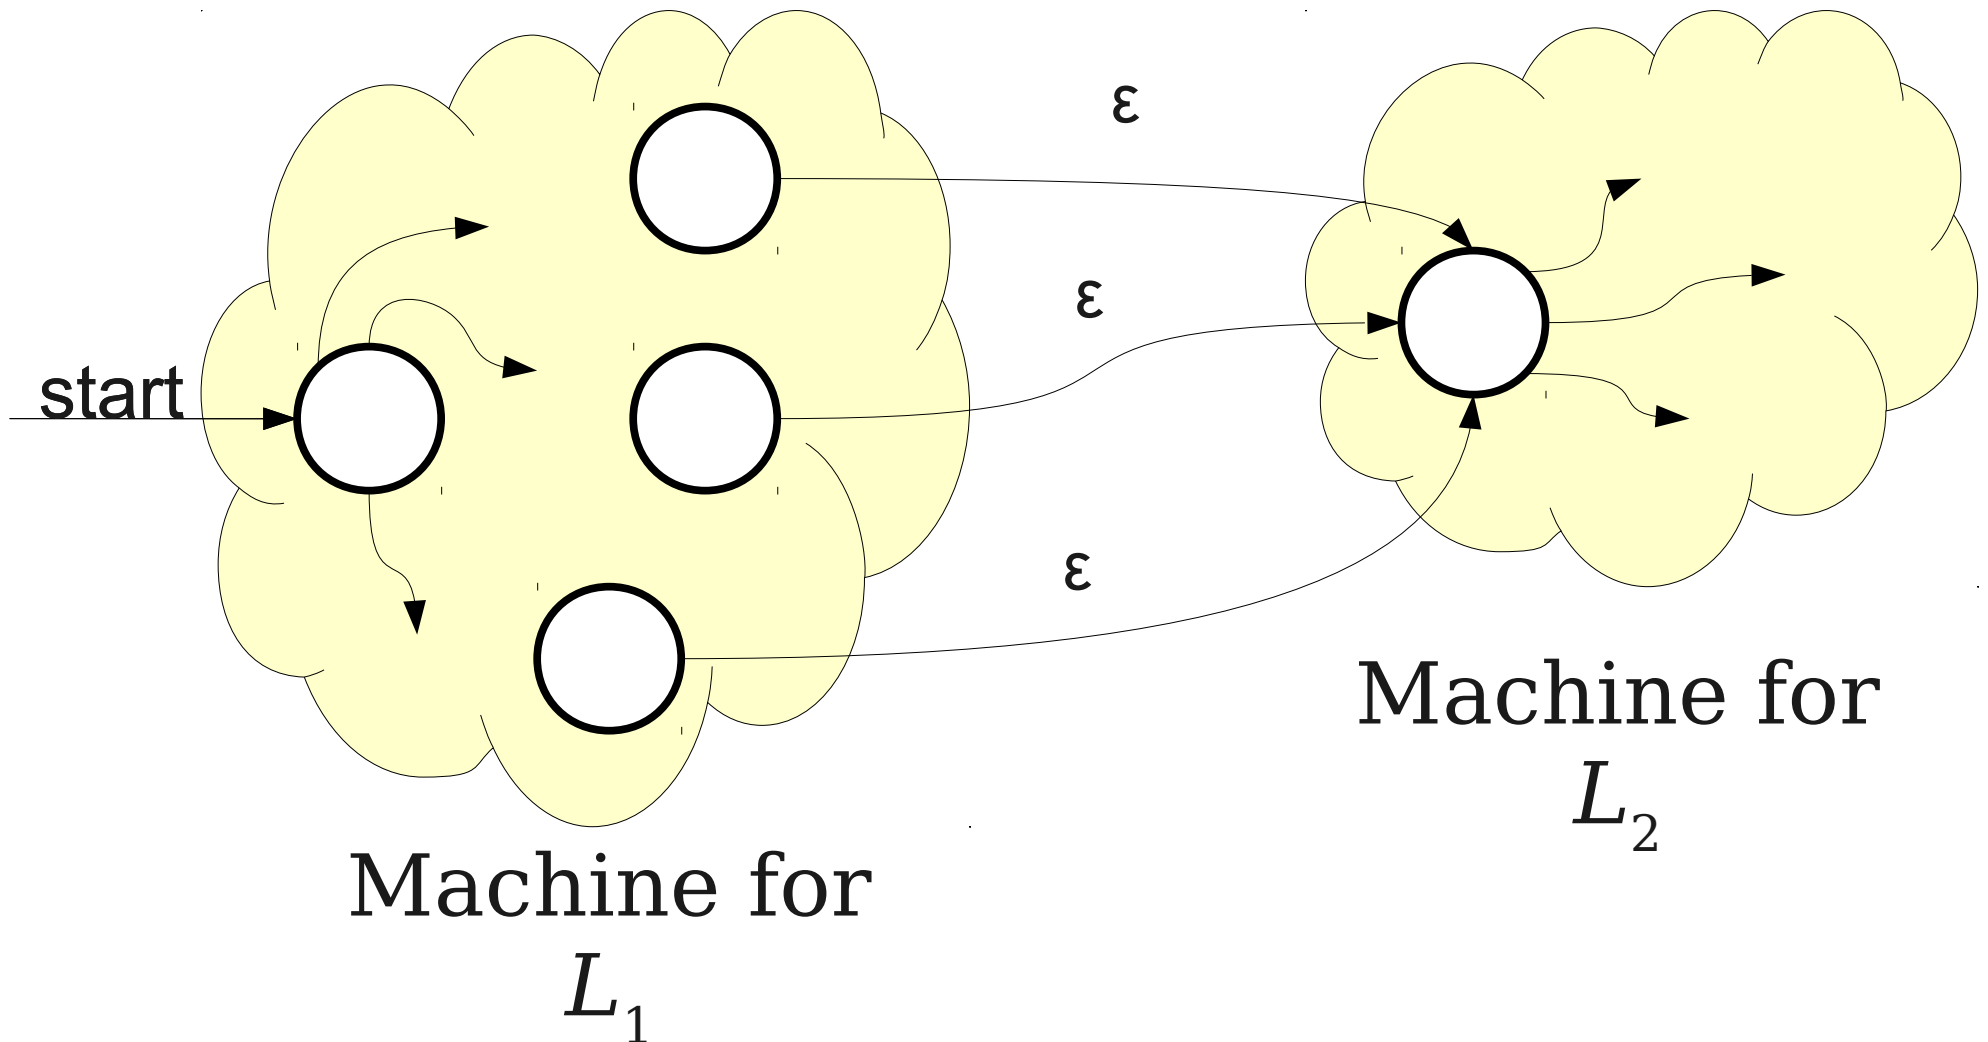 ε
ε
start
ε
Machine for
L₂
Machine for
L₁